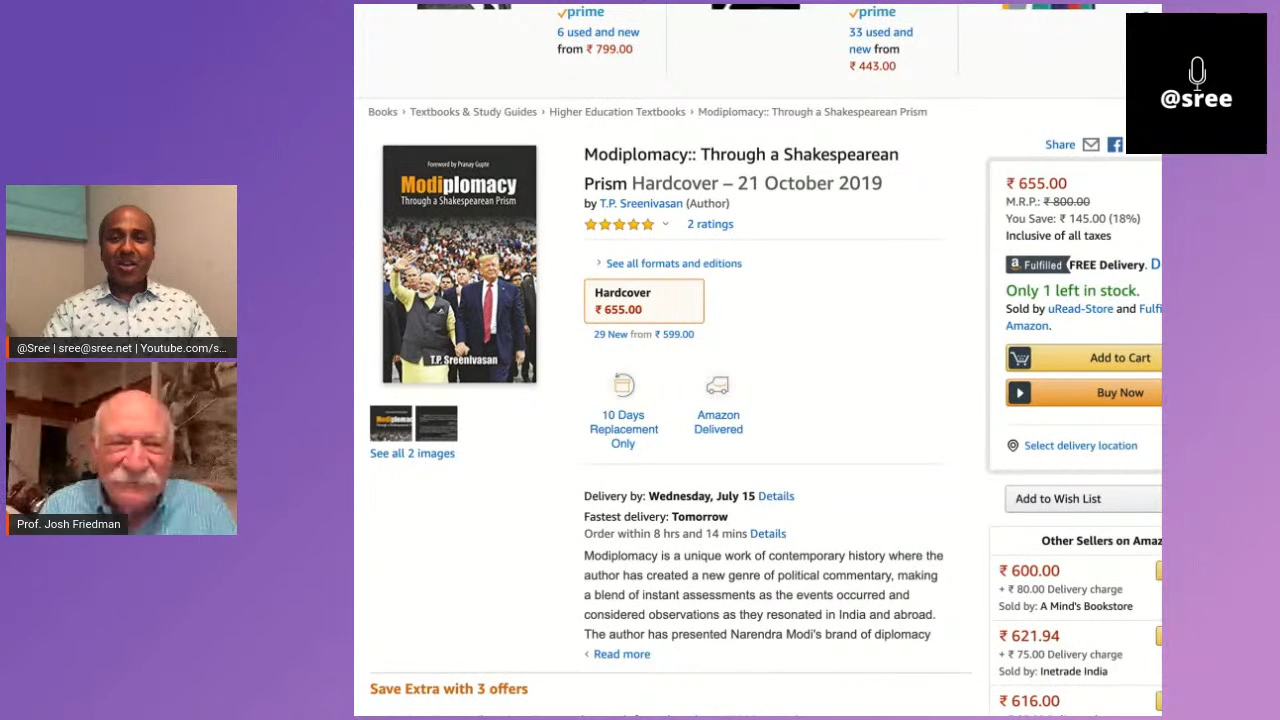 prime
6 used and new
from ₹ 799.00
prime
33 used and
new from
₹ 443.00
@sree
Books › Textbooks & Study Guides › Higher Education Textbooks › Modiplomacy:: Through a Shakespearean Prism
Foreword by Pranay Gupte
Modiplomacy
Through a Shakespearean Prism
T.P. Sreenivasan
See all 2 images
Modiplomacy:: Through a Shakespearean
Prism Hardcover – 21 October 2019
by T.P. Sreenivasan (Author)
2 ratings
See all formats and editions
Hardcover
₹ 655.00
29 New from ₹ 599.00
10 Days
Replacement
Only
Amazon
Delivered
Delivery by: Wednesday, July 15 Details
Fastest delivery: Tomorrow
Order within 8 hrs and 14 mins Details
Modiplomacy is a unique work of contemporary history where the
author has created a new genre of political commentary, making
a blend of instant assessments as the events occurred and
considered observations as they resonated in India and abroad.
The author has presented Narendra Modi's brand of diplomacy
Read more
Save Extra with 3 offers
Share
₹ 655.00
M.R.P.: ₹ 800.00
You Save: ₹ 145.00 (18%)
Inclusive of all taxes
a Fulfilled FREE Delivery. D
Only 1 left in stock.
Sold by uRead-Store and Fulfi
Amazon.
Add to Cart
Buy Now
Select delivery location
Add to Wish List
Other Sellers on Amaz
₹ 600.00
+ ₹ 80.00 Delivery charge
Sold by: A Mind's Bookstore
₹ 621.94
+ ₹ 75.00 Delivery charge
Sold by: Inetrade India
₹ 616.00
@Sree | sree@sree.net | Youtube.com/s...
Prof. Josh Friedman